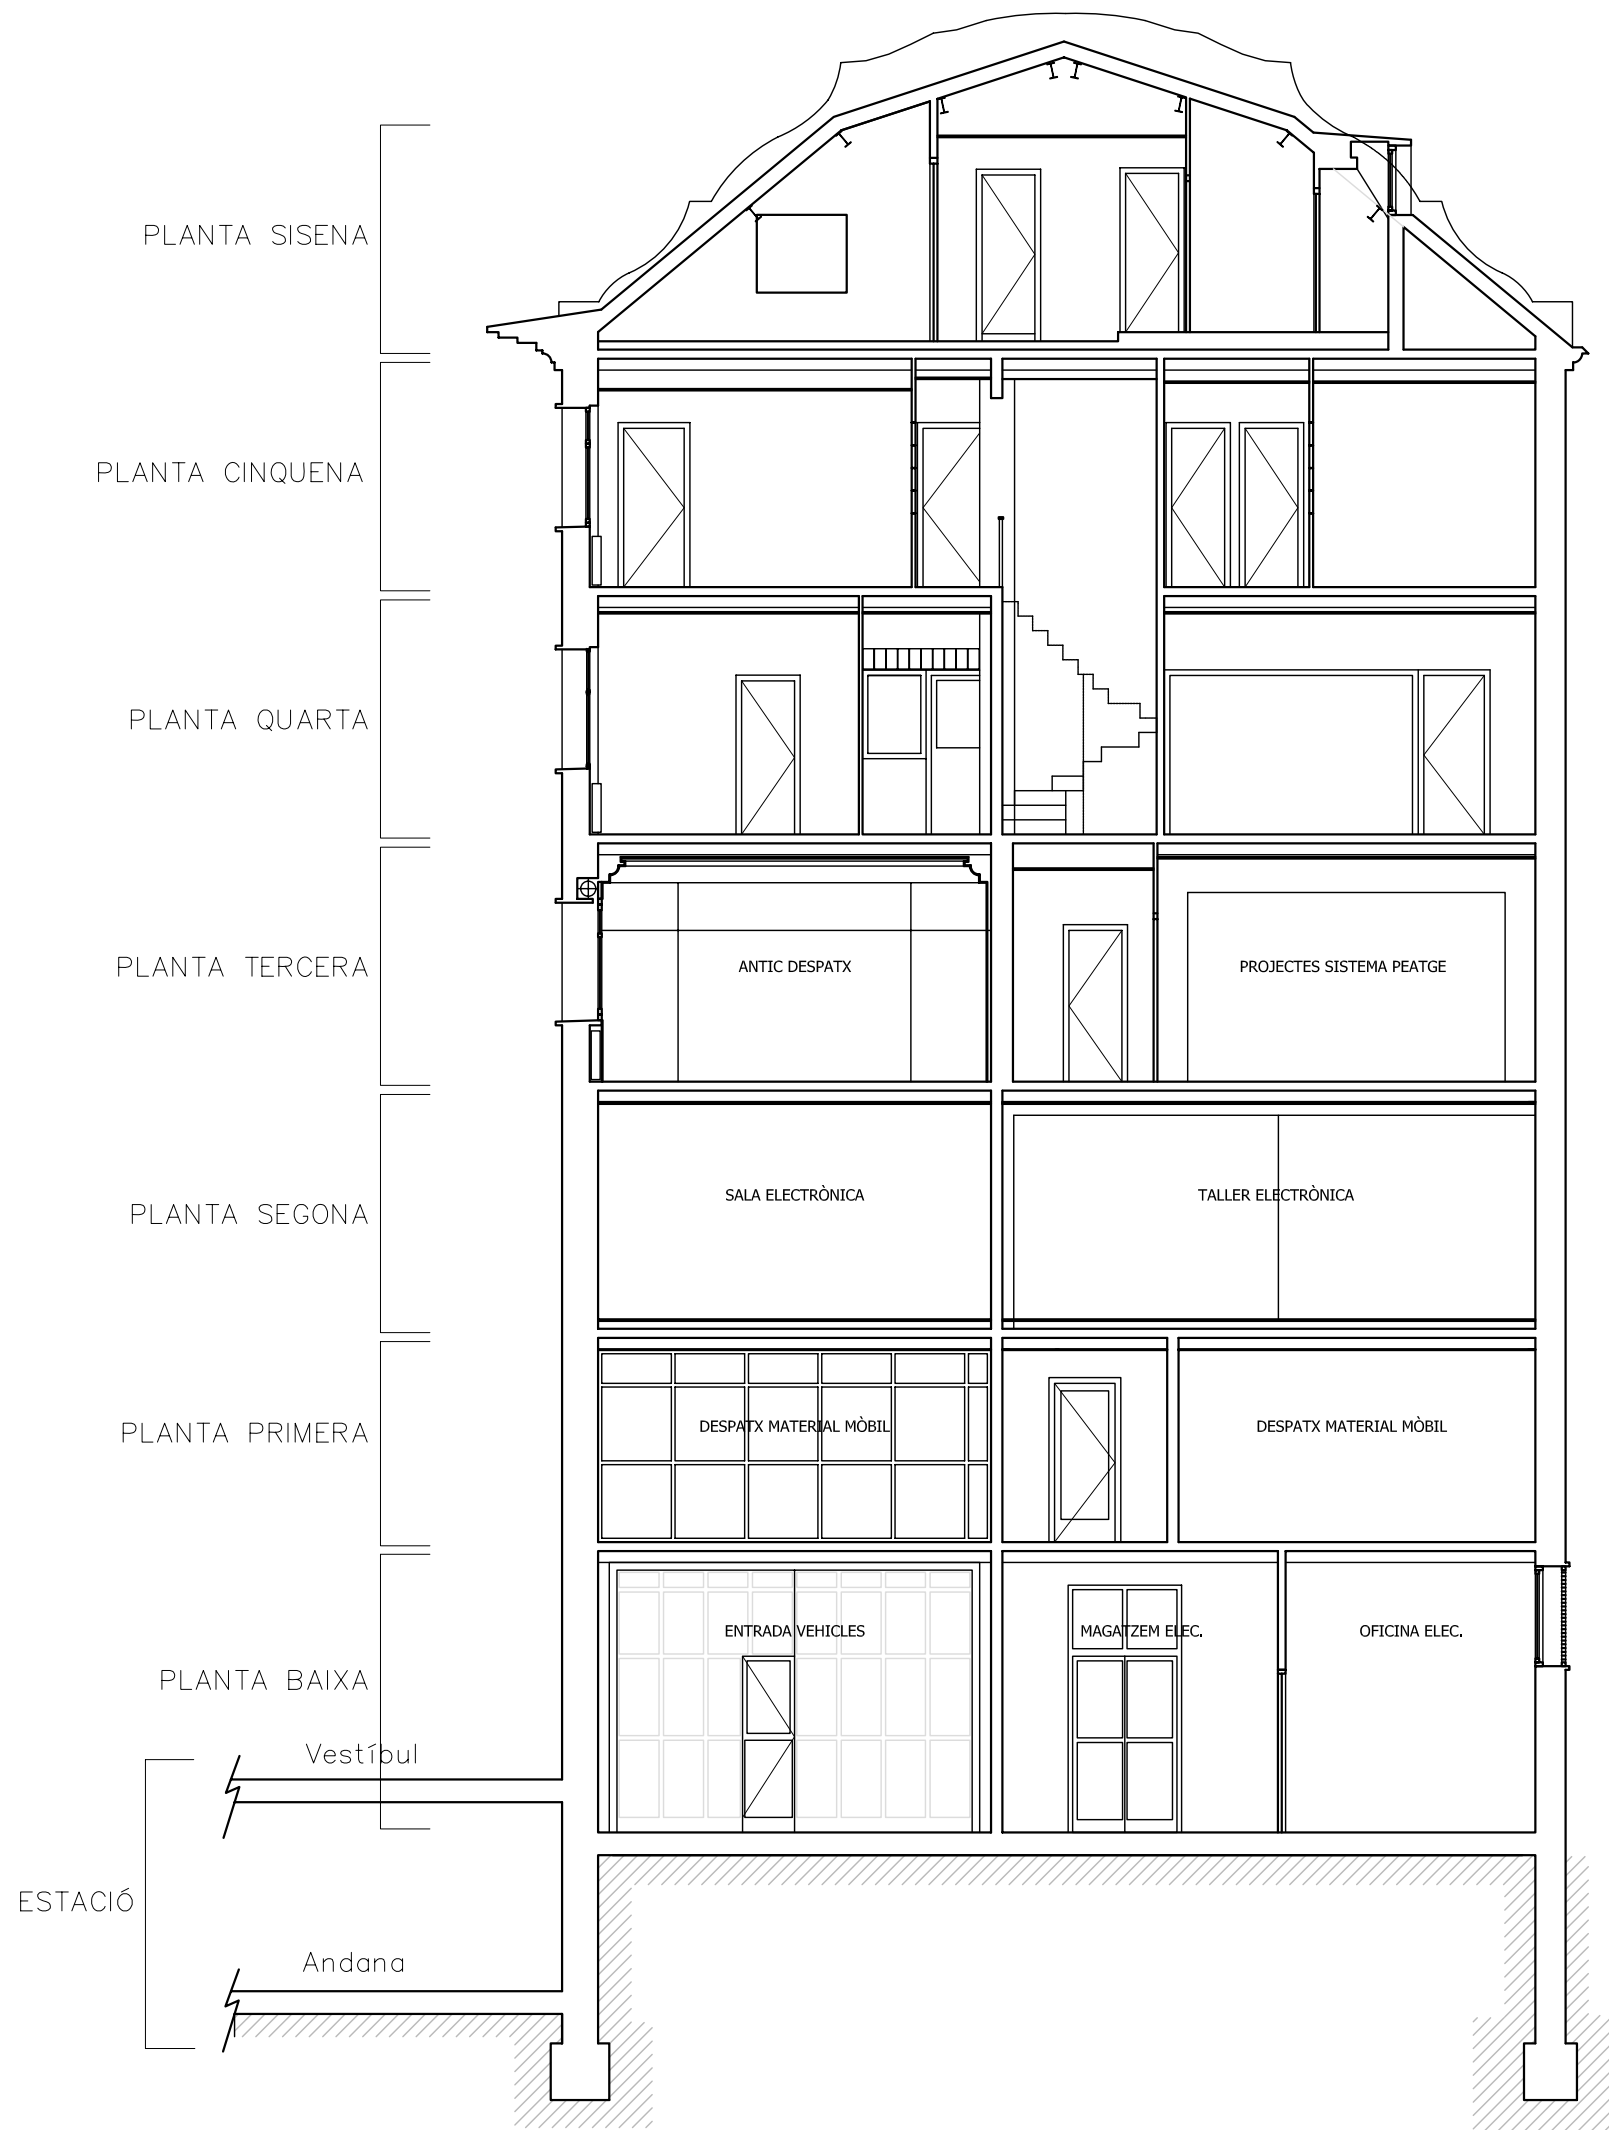 PLANTA SISENA
PLANTA CINQUENA
PLANTA QUARTA
PLANTA TERCERA
ANTIC DESPATX
PROJECTES SISTEMA PEATGE
PLANTA SEGONA
SALA ELECTRÒNICA
TALLER ELECTRÒNICA
PLANTA PRIMERA
DESPATX MATERIAL MÒBIL
DESPATX MATERIAL MÒBIL
PLANTA BAIXA
ENTRADA VEHICLES
MAGATZEM ELEC.
OFICINA ELEC.
Vestíbul
ESTACIÓ
Andana